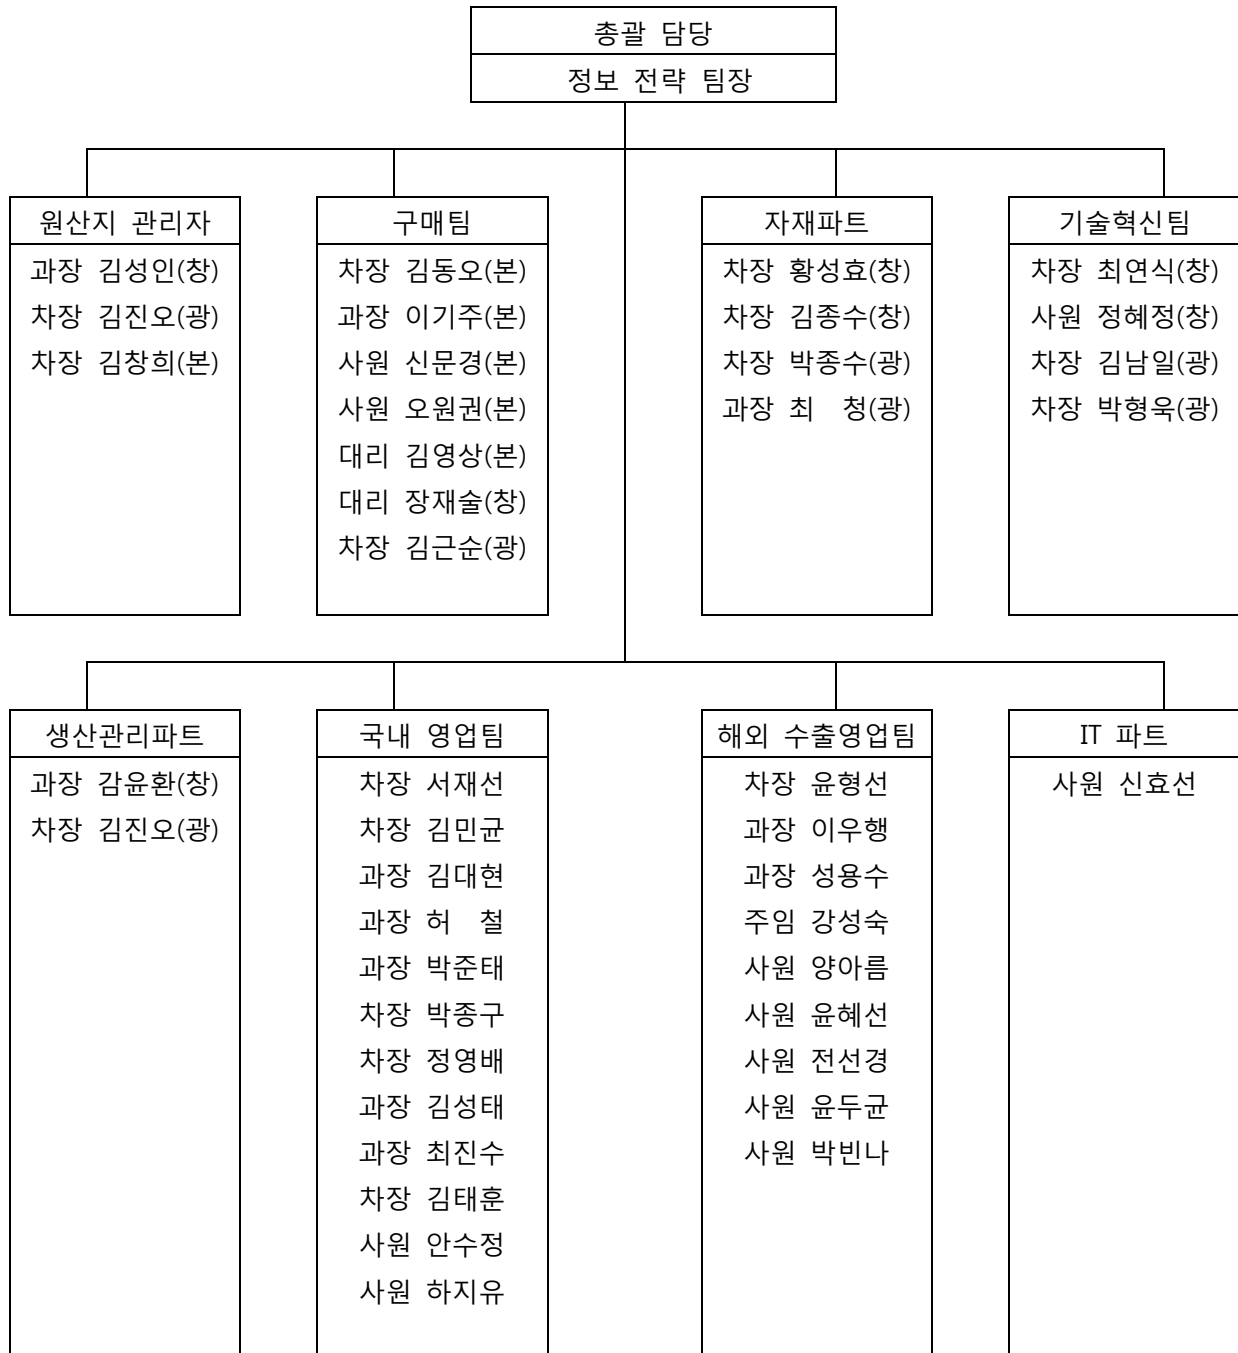 총괄 담당
정보 전략 팀장
원산지 관리자
과장 김성인(창)
차장 김진오(광)
차장 김창희(본)
구매팀
차장 김동오(본)
과장 이기주(본)
사원 신문경(본)
사원 오원권(본)
대리 김영상(본)
대리 장재술(창)
차장 김근순(광)
자재파트
차장 황성효(창)
차장 김종수(창)
차장 박종수(광)
과장 최 청(광)
기술혁신팀
차장 최연식(창)
사원 정혜정(창)
차장 김남일(광)
차장 박형욱(광)
생산관리파트
과장 감윤환(창)
차장 김진오(광)
국내 영업팀
차장 서재선
차장 김민균
과장 김대현
과장 허 철
과장 박준태
차장 박종구
차장 정영배
과장 김성태
과장 최진수
차장 김태훈
사원 안수정
사원 하지유
해외 수출영업팀
차장 윤형선
과장 이우행
과장 성용수
주임 강성숙
사원 양아름
사원 윤혜선
사원 전선경
사원 윤두균
사원 박빈나
IT 파트
사원 신효선